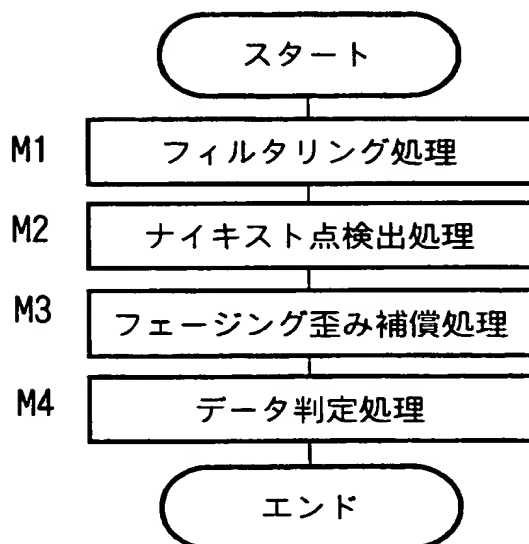 スタート
M1 フィルタリング処理
M2 ナイキスト点検出処理
M3 フェージング歪み補償処理
M4 データ判定処理
エンド